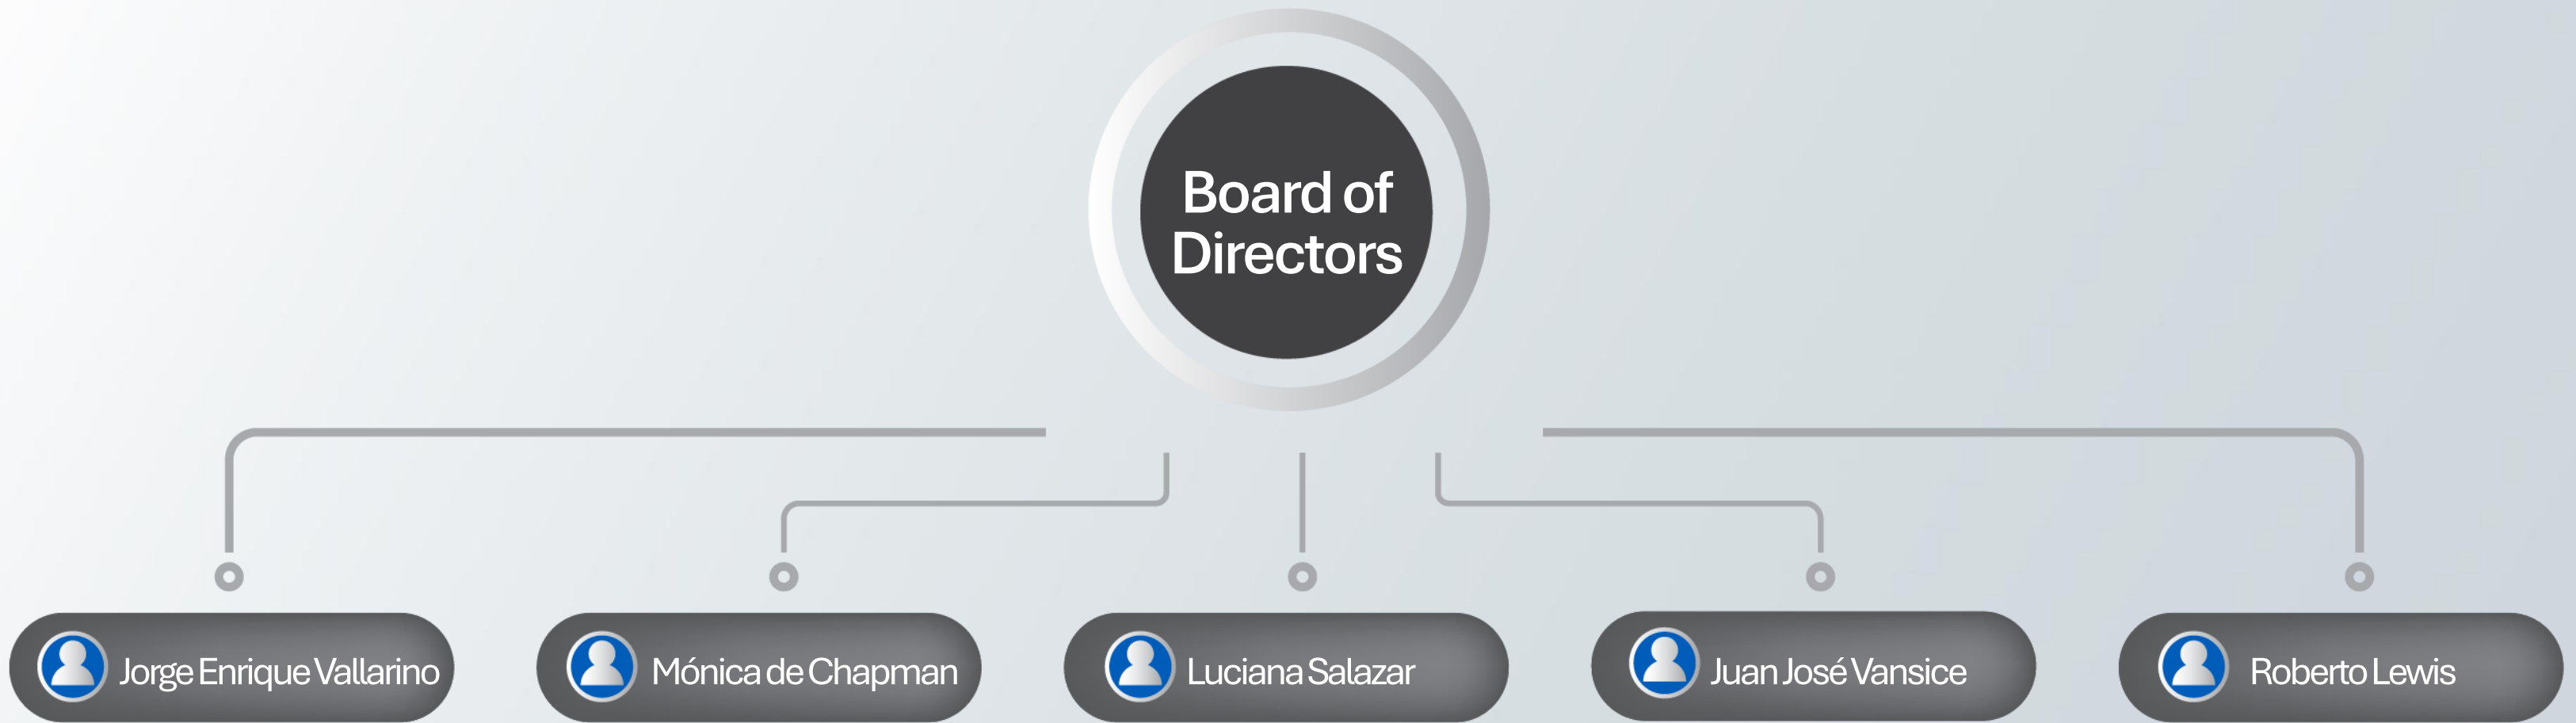 Board of
Directors
Jorge Enrique Vallarino
Mónica de Chapman
Luciana Salazar
Juan José Vansice
Roberto Lewis